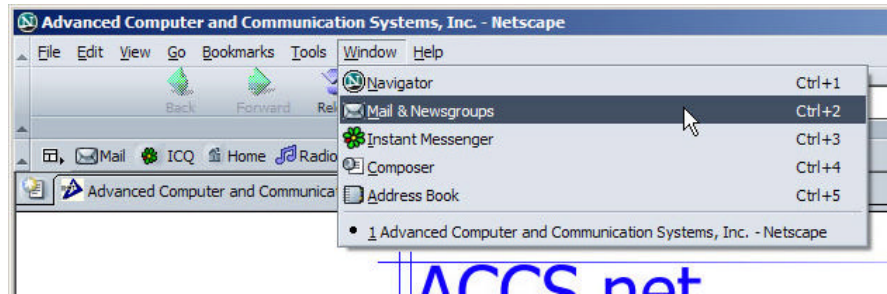 Advanced Computer and Communication Systems, Inc. - Netscape
File Edit View Go Bookmarks Tools Window Help
Navigator Ctrl+1
Back Forward Mail & Newsgroups Ctrl+2
Instant Messenger Ctrl+3
Mail ICQ Home Radio Composer Ctrl+4
Advanced Computer and Address Book Ctrl+5
1 Advanced Computer and Communication Systems, Inc. - Netscape
ACCS.net